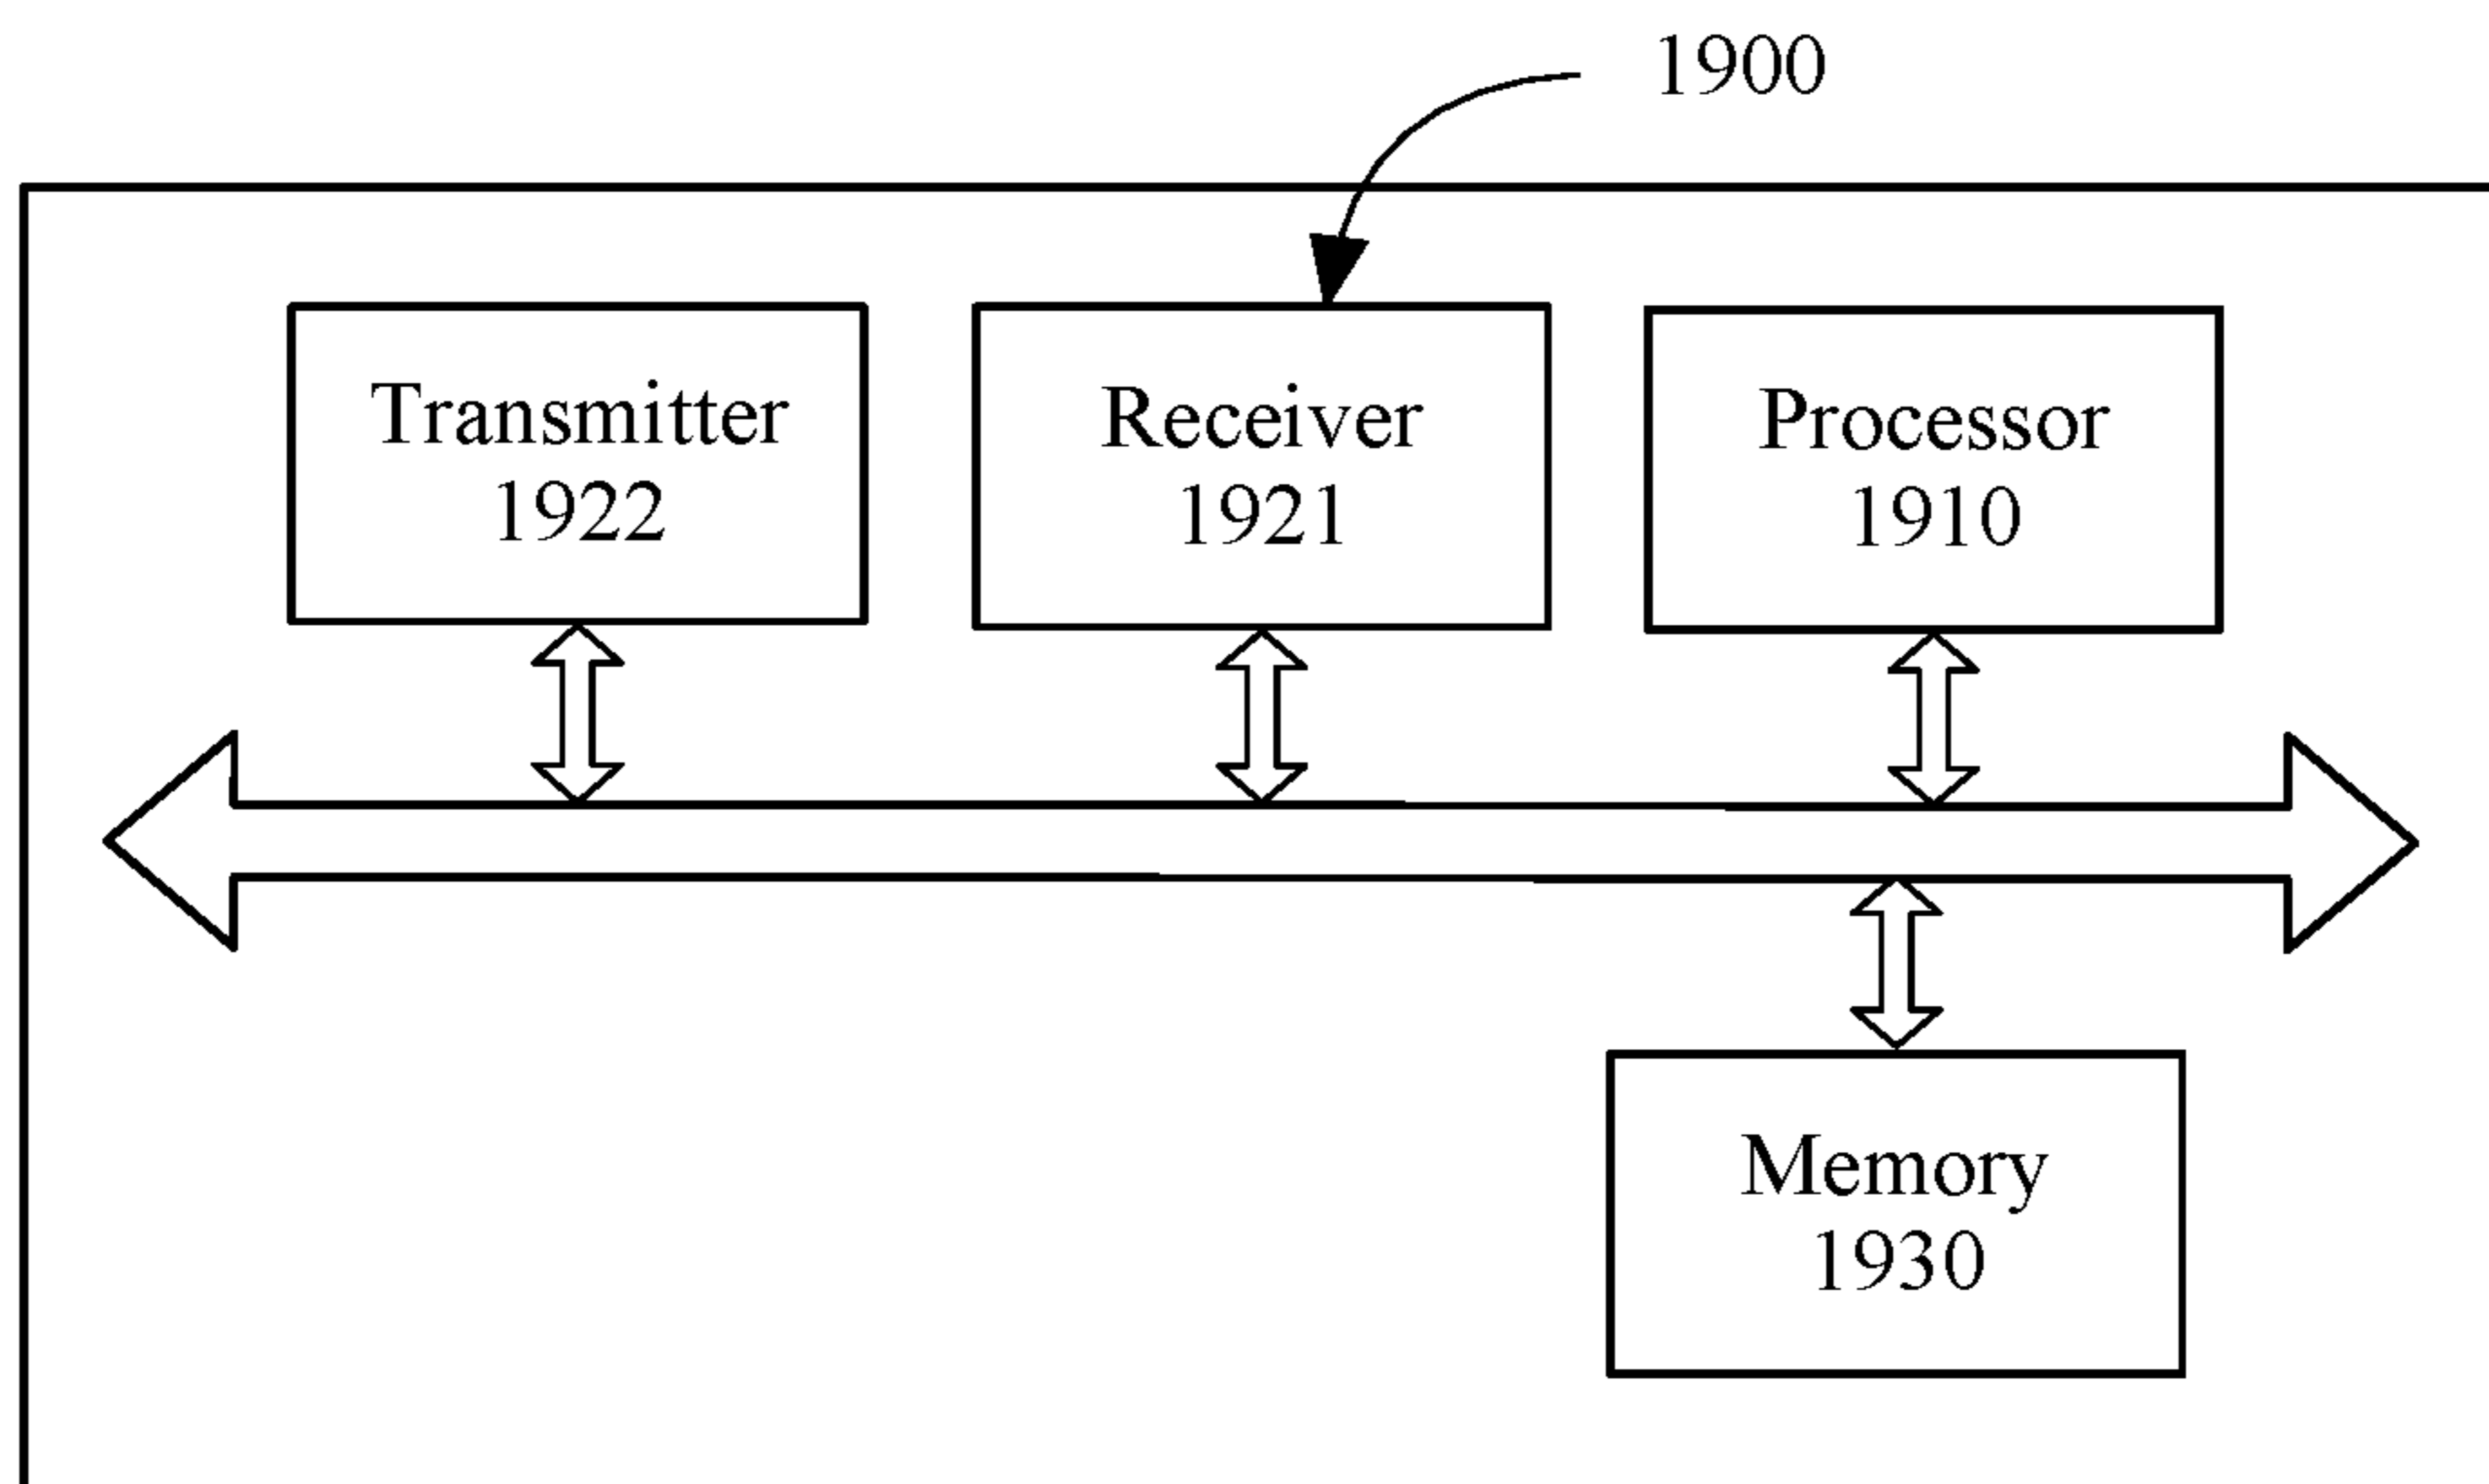 1900
Transmitter
1922
Receiver
1921
Processor
1910
Memory
1930